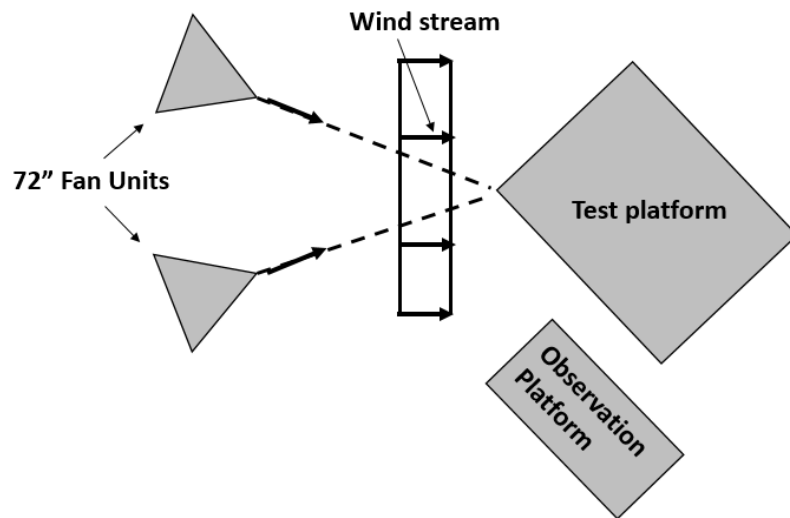 Wind stream
72” Fan Units
Test platform
Observation
Platform